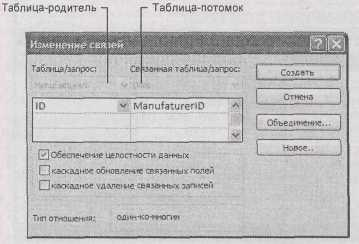 Таблица-родитель
Таблица-потомок
Изменение связей
Таблица/запрос:
Связанная таблица/запрос:
Создать
ID
ManufaturerID
Отмена
Объединение...
Новое..
Обеспечение целостности данных
каскадное обновление связанных полей
каскадное удаление связанных записей
Тип отношения:
один-ко-многим